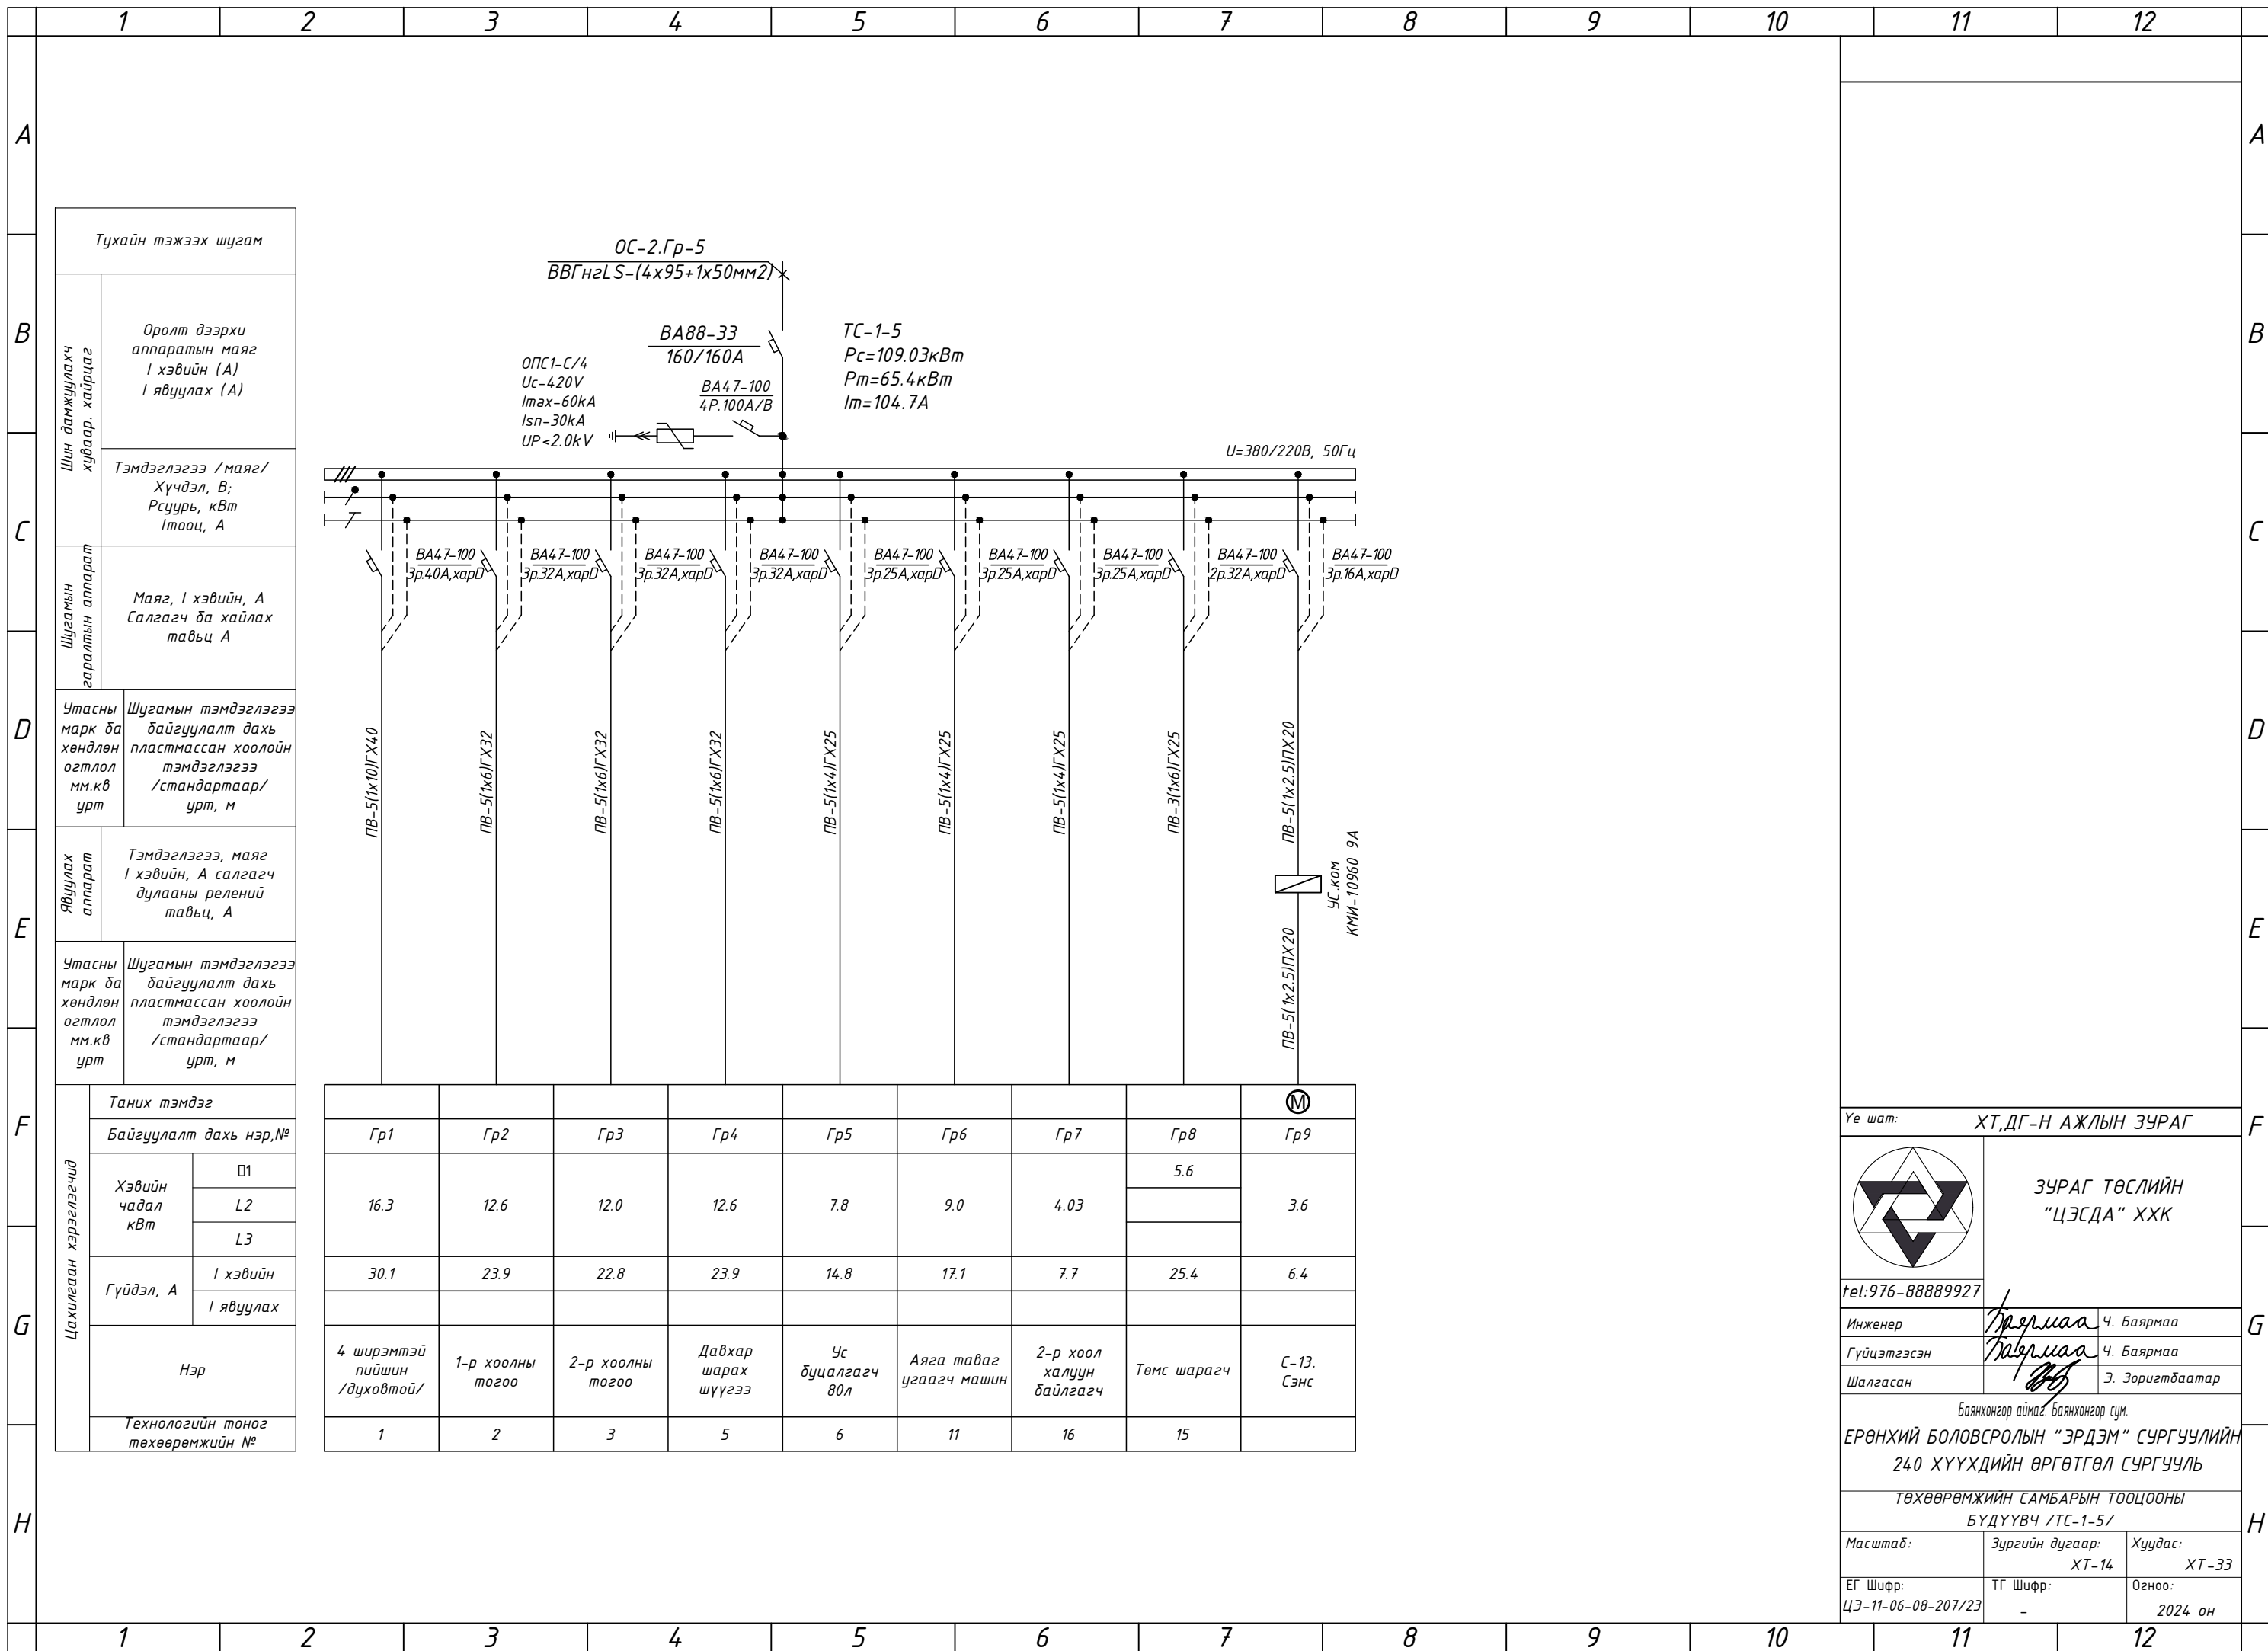 1 2 3 4 5 6 7 8 9 10 11 12
A A
B B
C C
D D
E E
F F
G G
H H
Тухайн тэжээх шугам
Шин дамжуулагч
хуваар. хайрцаг
Оролт дээрхи
аппаратын маяг
I хэвийн (А)
I явуулах (А)
Тэмдэглэгээ /маяг/
Хүчдэл, В;
Рсуурь, кВт
Iтооц, А
Шугамын
гаралтын аппарат
Маяг, I хэвийн, А
Салгагч ба хайлах
тавьц А
Утасны
марк ба
хөндлөн
огтлол
мм.кв
урт
Шугамын тэмдэглэгээ
байгуулалт дахь
пластмассан хоолойн
тэмдэглэгээ
/стандартаар/
урт, м
Явуулах
аппарат
Тэмдэглэгээ, маяг
I хэвийн, А салгагч
дулааны релений
тавьц, А
Утасны
марк ба
хөндлөн
огтлол
мм.кв
урт
Шугамын тэмдэглэгээ
байгуулалт дахь
пластмассан хоолойн
тэмдэглэгээ
/стандартаар/
урт, м
ОС-2.Гр-5
ВВГнгLS-(4х95+1х50мм2)
ВА88-33
160/160А
ТС-1-5
Рс=109.03кВт
Рт=65.4кВт
Iт=104.7А
ОПС1-С/4
Uc-420V
Imax-60kA
Isn-30kA
UP<2.0kV
ВА47-100
4Р.100А/В
U=380/220В, 50Гц
ВА47-100
3р.40А,харD
ВА47-100
3р.32А,харD
ВА47-100
3р.32А,харD
ВА47-100
3р.32А,харD
ВА47-100
3р.25А,харD
ВА47-100
3р.25А,харD
ВА47-100
3р.25А,харD
ВА47-100
2р.32А,харD
ВА47-100
3р.16А,харD
ПВ-5(1х10)ГХ40
ПВ-5(1х6)ГХ32
ПВ-5(1х6)ГХ32
ПВ-5(1х6)ГХ32
ПВ-5(1х4)ГХ25
ПВ-5(1х4)ГХ25
ПВ-5(1х4)ГХ25
ПВ-3(1х6)ГХ25
ПВ-5(1х2.5)ПХ20
УС.ком
КМИ-10960 9А
ПВ-5(1х2.5)ПХ20
Цахилгаан хэрэглэгчид
Таних тэмдэг M
Байгуулалт дахь нэр,№ Гр1 Гр2 Гр3 Гр4 Гр5 Гр6 Гр7 Гр8 Гр9
Хэвийн
чадал
кВт
1
L2
L3
16.3 12.6 12.0 12.6 7.8 9.0 4.03 5.6 3.6
Гүйдэл, А
I хэвийн 30.1 23.9 22.8 23.9 14.8 17.1 7.7 25.4 6.4
I явуулах
Нэр
4 ширэмтэй
пийшин
/духовтой/
1-р хоолны
тогоо
2-р хоолны
тогоо
Давхар
шарах
шүүгээ
Ус
буцалгагч
80л
Аяга таваг
угаагч машин
2-р хоол
халуун
байлгагч
Төмс шарагч
С-13.
Сэнс
Технологийн тоног
төхөөрөмжийн №
1 2 3 5 6 11 16 15
Үе шат: ХТ,ДГ-Н АЖЛЫН ЗУРАГ
ЗУРАГ ТӨСЛИЙН
"ЦЭСДА" ХХК
tel:976-88889927
Инженер Баярмаа Ч. Баярмаа
Гүйцэтгэсэн Баярмаа Ч. Баярмаа
Шалгасан Э. Зоригтбаатар
Баянхонгор аймаг. Баянхонгор сум.
ЕРӨНХИЙ БОЛОВСРОЛЫН "ЭРДЭМ" СУРГУУЛИЙН
240 ХҮҮХДИЙН ӨРГӨТГӨЛ СУРГУУЛЬ
ТӨХӨӨРӨМЖИЙН САМБАРЫН ТООЦООНЫ
БҮДҮҮВЧ /ТС-1-5/
Масштаб: Зургийн дугаар: Хуудас:
ХТ-14 ХТ-33
ЕГ Шифр: ТГ Шифр: Огноо:
ЦЭ-11-06-08-207/23 - 2024 он
1 2 3 4 5 6 7 8 9 10 11 12